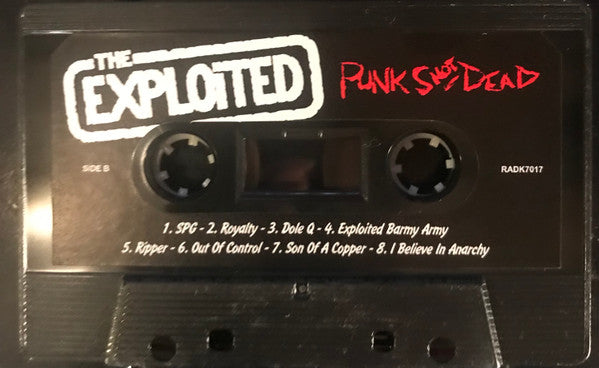 THE
EXPLOITED
PUNKS NOT DEAD
SIDE B
RADK7017
1. SPG - 2. Royalty - 3. Dole Q - 4. Exploited Barmy Army
5. Ripper - 6. Out Of Control - 7. Son Of A Copper - 8. I Believe In Anarchy